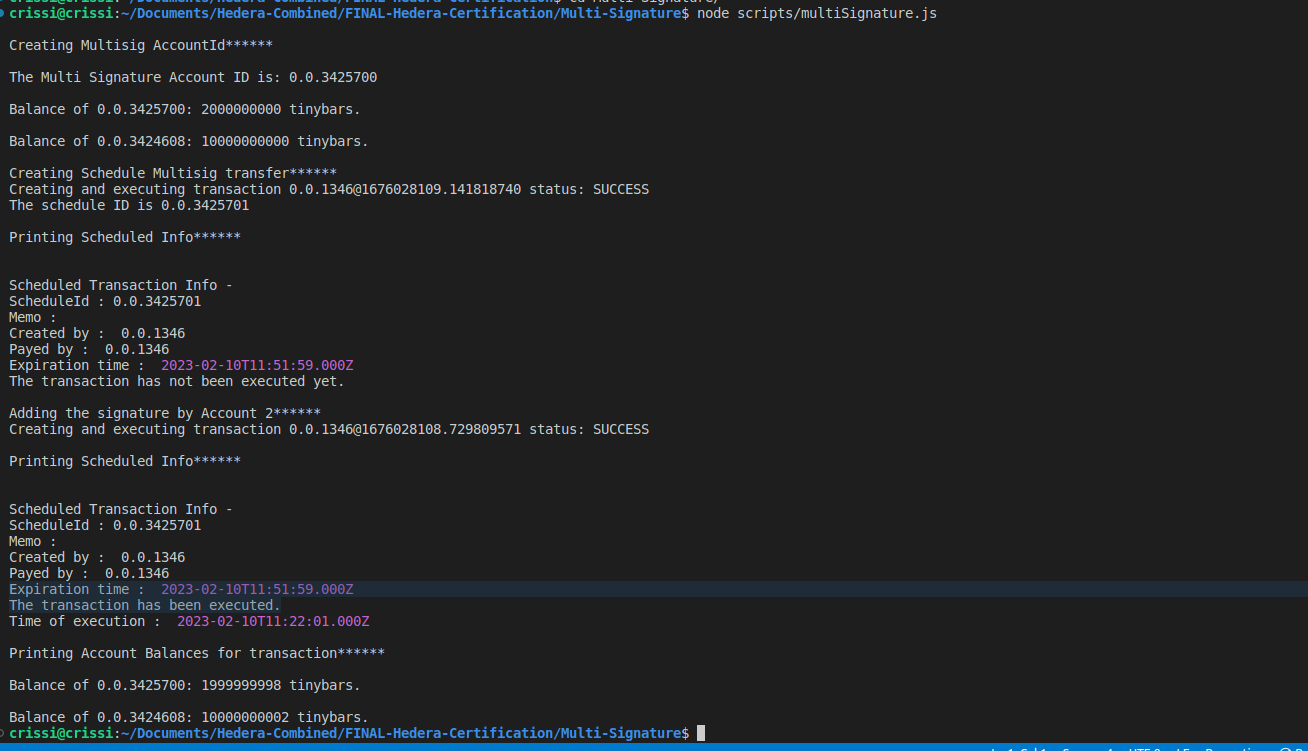 crissi@crissi:~/Documents/Hedera-Combined/FINAL-Hedera-Certification/Multi-Signature$ node scripts/multiSignature.js
Creating Multisig AccountId******
The Multi Signature Account ID is: 0.0.3425700
Balance of 0.0.3425700: 2000000000 tinybars.
Balance of 0.0.3424608: 10000000000 tinybars.
Creating Schedule Multisig transfer******
Creating and executing transaction 0.0.1346@1676028109.141818740 status: SUCCESS
The schedule ID is 0.0.3425701
Printing Scheduled Info******
Scheduled Transaction Info -
ScheduleId : 0.0.3425701
Memo :
Created by :  0.0.1346
Payed by :  0.0.1346
Expiration time :  2023-02-10T11:51:59.000Z
The transaction has not been executed yet.
Adding the signature by Account 2******
Creating and executing transaction 0.0.1346@1676028108.729809571 status: SUCCESS
Printing Scheduled Info******
Scheduled Transaction Info -
ScheduleId : 0.0.3425701
Memo :
Created by :  0.0.1346
Payed by :  0.0.1346
Expiration time :  2023-02-10T11:51:59.000Z
The transaction has been executed.
Time of execution :  2023-02-10T11:22:01.000Z
Printing Account Balances for transaction******
Balance of 0.0.3425700: 1999999998 tinybars.
Balance of 0.0.3424608: 10000000002 tinybars.
crissi@crissi:~/Documents/Hedera-Combined/FINAL-Hedera-Certification/Multi-Signature$